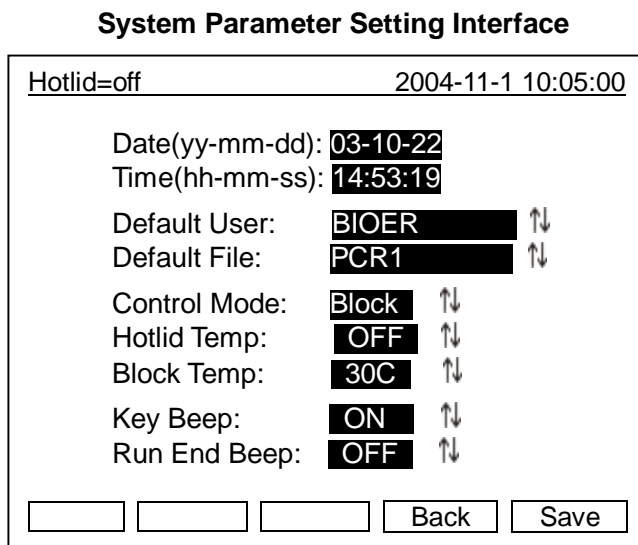 System Parameter Setting Interface
Hotlid=off 2004-11-1 10:05:00
Date(yy-mm-dd): 03-10-22
Time(hh-mm-ss): 14:53:19
Default User: BIOER ⇅
Default File: PCR1 ⇅
Control Mode: Block ⇅
Hotlid Temp: OFF ⇅
Block Temp: 30C ⇅
Key Beep: ON ⇅
Run End Beep: OFF ⇅
Back Save